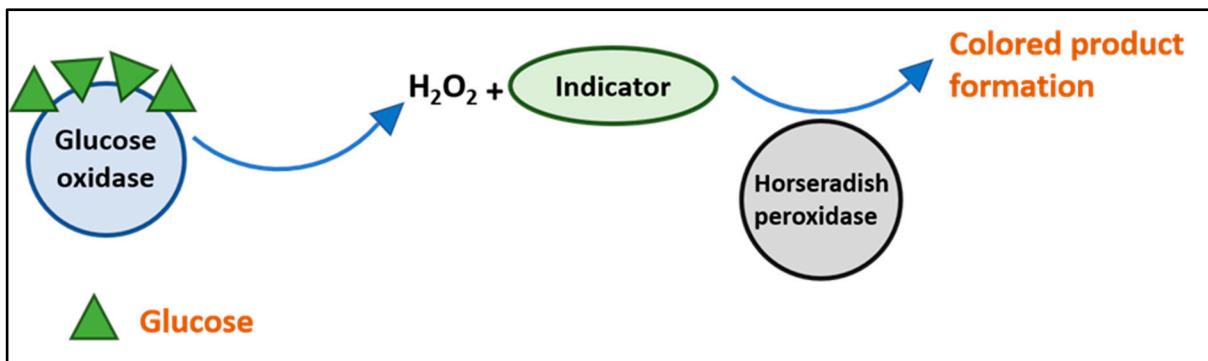 Glucose
oxidase
H₂O₂ +
Indicator
Horseradish
peroxidase
Colored product
formation
Glucose